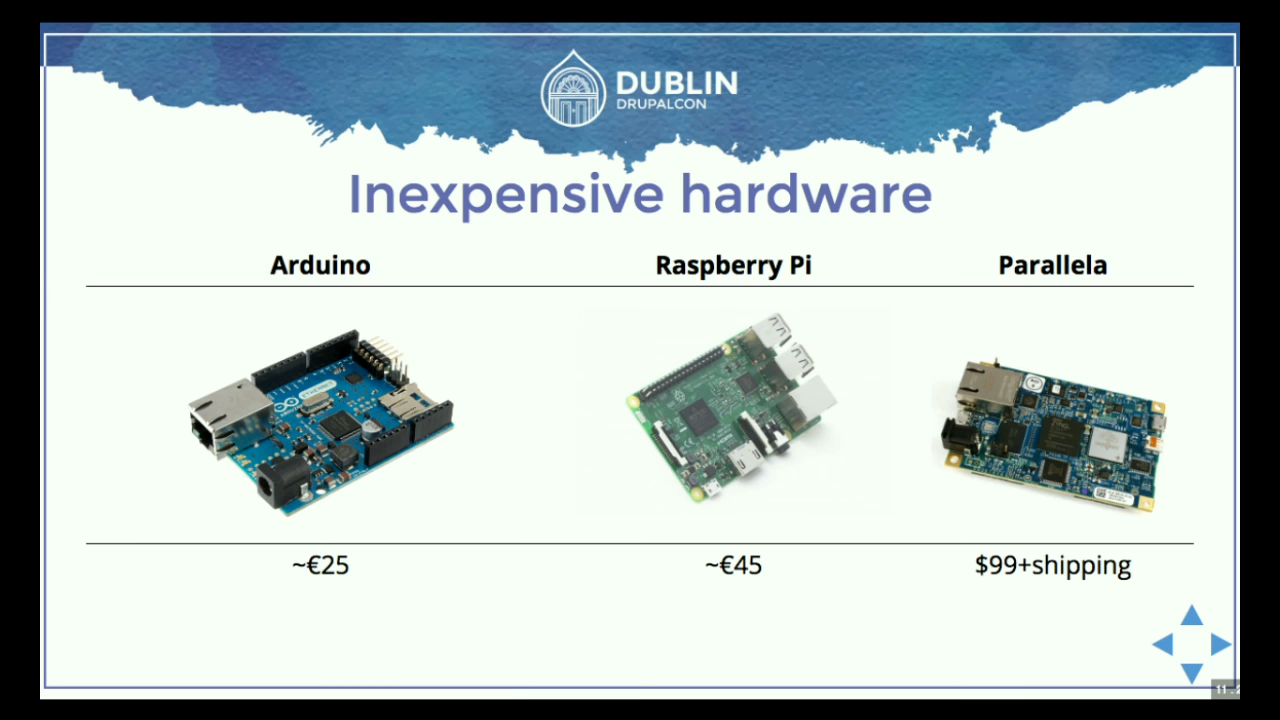 DUBLIN
DRUPALCON
Inexpensive hardware
Arduino Raspberry Pi Parallela
~€25 ~€45 $99+shipping